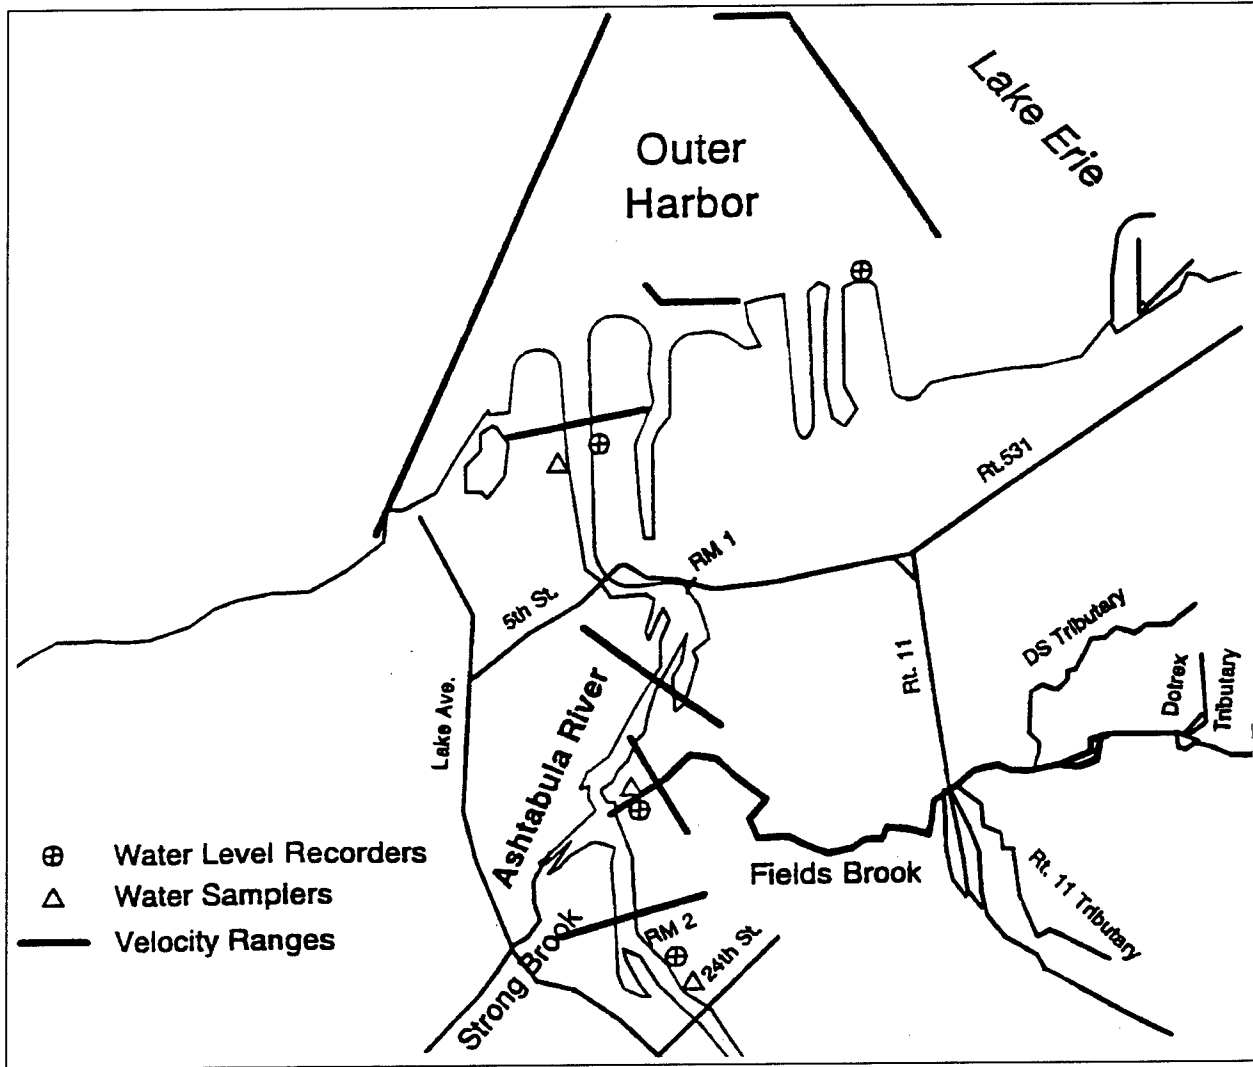 Lake Erie
Outer
Harbor
Rt.531
RM 1
5th St.
DS Tributary
Rt. 11
Dotrex
Tributary
Lake Ave.
Ashtabula River
Water Level Recorders
Water Samplers
Velocity Ranges
Fields Brook
Rt. 11 Tributary
RM 2
24th St.
Strong Brook